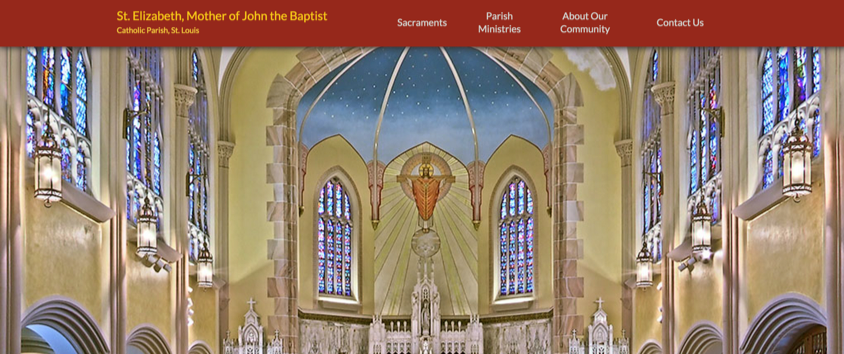 St. Elizabeth, Mother of John the Baptist
Catholic Parish, St. Louis
Sacraments
Parish
Ministries
About Our
Community
Contact Us